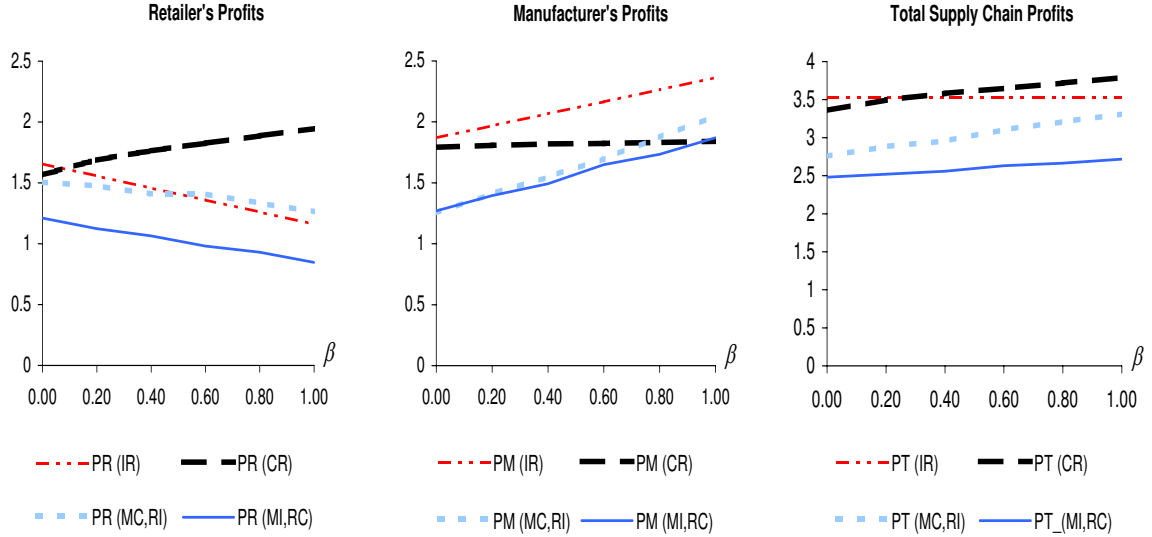 Retailer's Profits
2.5
2
1.5
1
0.5
0
0.00 0.20 0.40 0.60 0.80 1.00
β
PR (IR) PR (CR)
PR (MC,RI) PR (MI,RC)
Manufacturer's Profits
2.5
2
1.5
1
0.5
0
0.00 0.20 0.40 0.60 0.80 1.00
β
PM (IR) PM (CR)
PM (MC,RI) PM (MI,RC)
Total Supply Chain Profits
4
3.5
3
2.5
2
1.5
1
0.5
0
0.00 0.20 0.40 0.60 0.80 1.00
β
PT (IR) PT (CR)
PT (MC,RI) PT_(MI,RC)